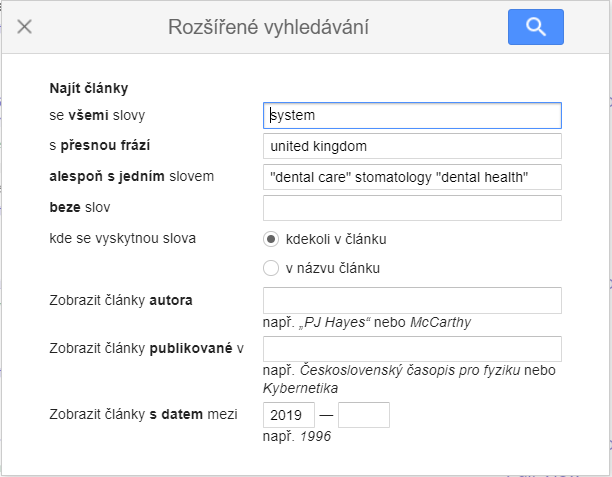 Rozšířené vyhledávání
Najít články
se všemi slovy system
s přesnou frází united kingdom
alespoň s jedním slovem "dental care" stomatology "dental health"
beze slov
kde se vyskytnou slova kdekoli v článku
v názvu článku
Zobrazit články autora
např. „PJ Hayes“ nebo McCarthy
Zobrazit články publikované v
např. Československý časopis pro fyziku nebo
Kybernetika
Zobrazit články s datem mezi 2019 —
např. 1996